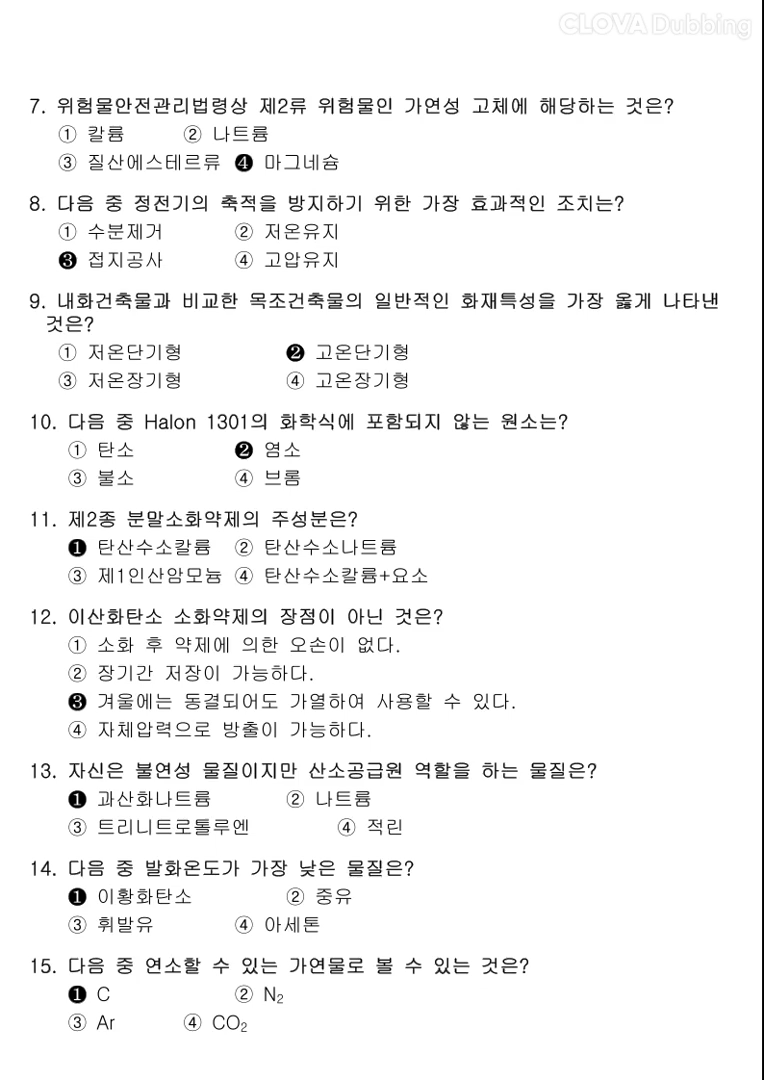 CLOVA Dubbing
7. 위험물안전관리법령상 제2류 위험물인 가연성 고체에 해당하는 것은?
① 칼륨 ② 나트륨
③ 질산에스테르류 ❹ 마그네슘
8. 다음 중 정전기의 축적을 방지하기 위한 가장 효과적인 조치는?
① 수분제거 ② 저온유지
❸ 접지공사 ④ 고압유지
9. 내화건축물과 비교한 목조건축물의 일반적인 화재특성을 가장 옳게 나타낸
것은?
① 저온단기형 ❷ 고온단기형
③ 저온장기형 ④ 고온장기형
10. 다음 중 Halon 1301의 화학식에 포함되지 않는 원소는?
① 탄소 ❷ 염소
③ 불소 ④ 브롬
11. 제2종 분말소화약제의 주성분은?
❶ 탄산수소칼륨 ② 탄산수소나트륨
③ 제1인산암모늄 ④ 탄산수소칼륨+요소
12. 이산화탄소 소화약제의 장점이 아닌 것은?
① 소화 후 약제에 의한 오손이 없다.
② 장기간 저장이 가능하다.
❸ 겨울에는 동결되어도 가열하여 사용할 수 있다.
④ 자체압력으로 방출이 가능하다.
13. 자신은 불연성 물질이지만 산소공급원 역할을 하는 물질은?
❶ 과산화나트륨 ② 나트륨
③ 트리니트로톨루엔 ④ 적린
14. 다음 중 발화온도가 가장 낮은 물질은?
❶ 이황화탄소 ② 중유
③ 휘발유 ④ 아세톤
15. 다음 중 연소할 수 있는 가연물로 볼 수 있는 것은?
❶ C ② N₂
③ Ar ④ CO₂